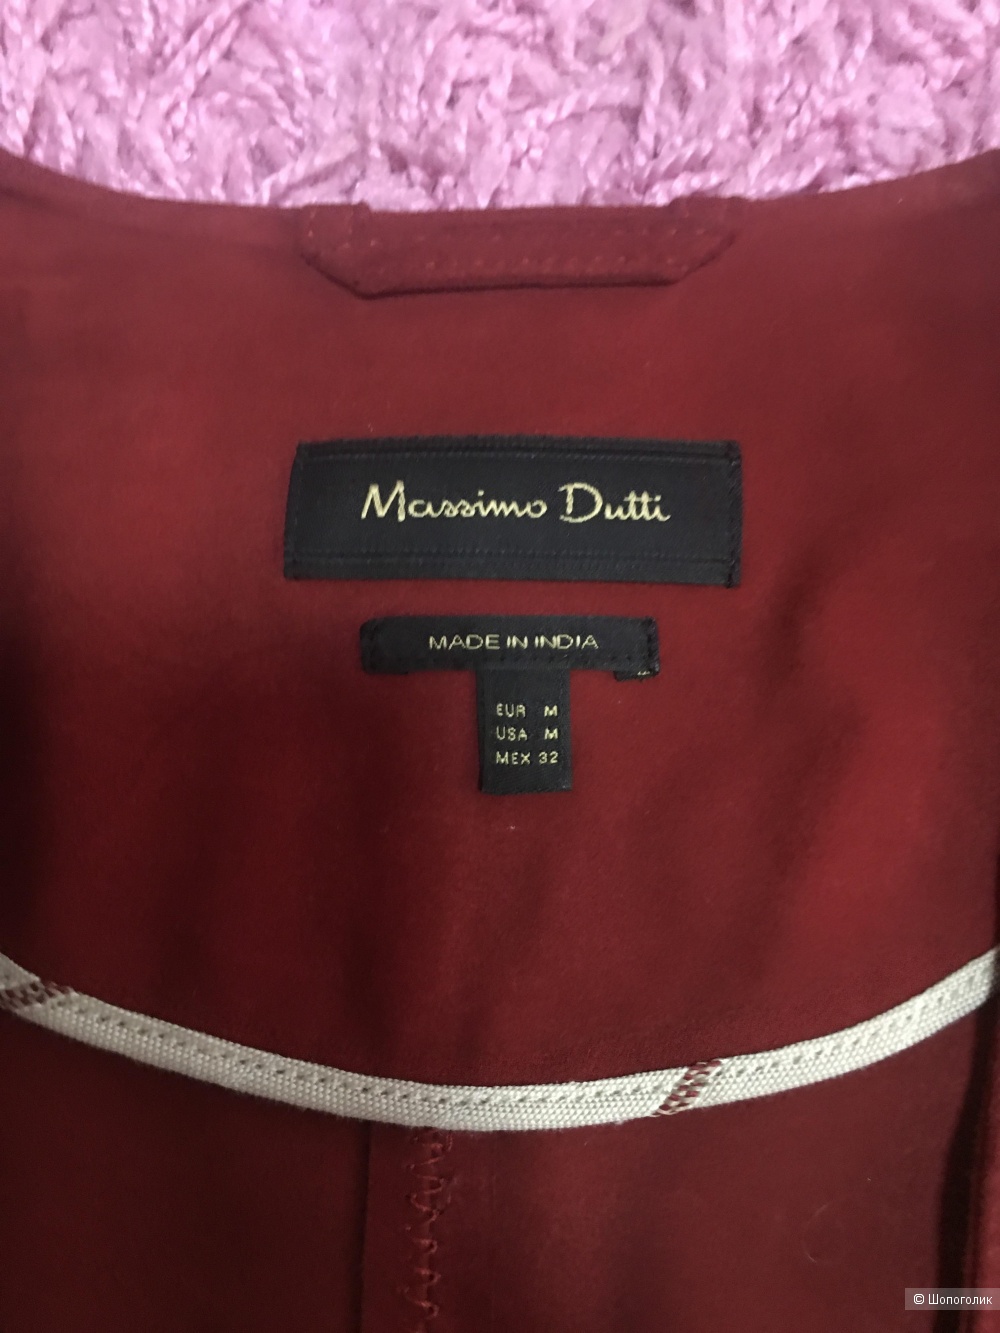 Massimo Dutti
MADE IN INDIA
EUR M
USA M
MEX 32
© Шопоголик